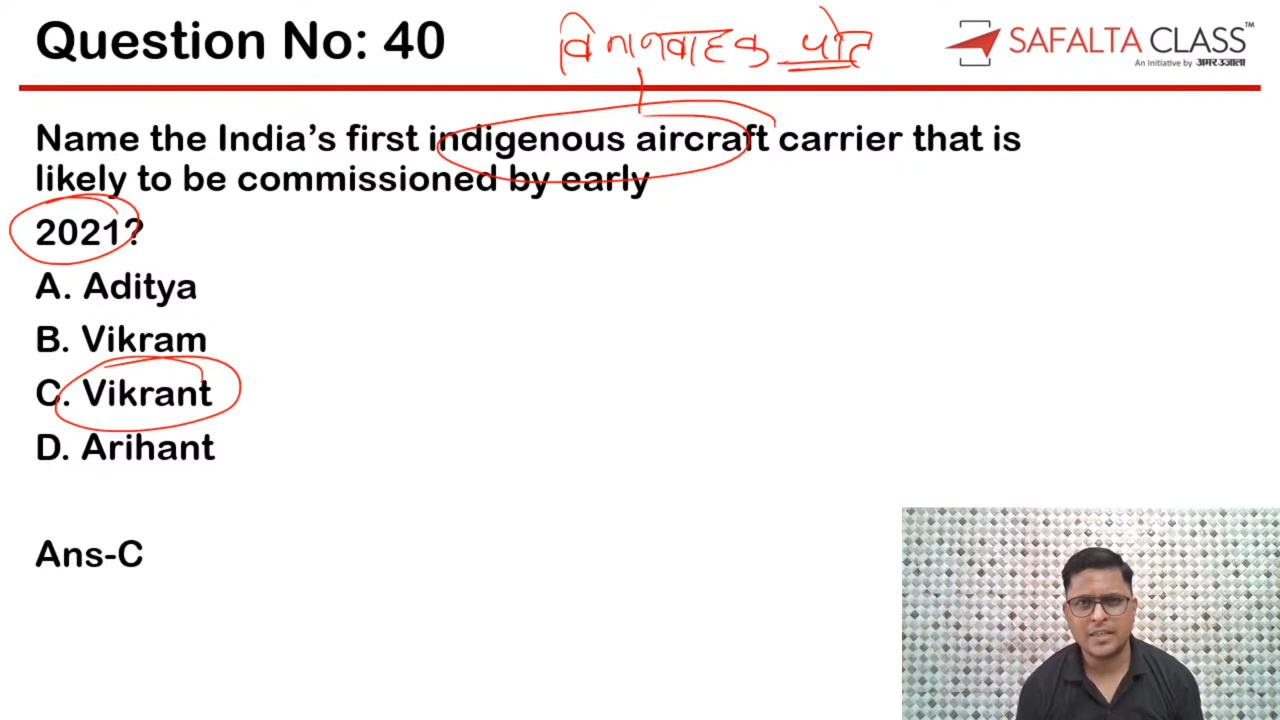 Question No: 40
विमानवाहक पोत
SAFALTA CLASS™
An Initiative by अमर उजाला
Name the India’s first indigenous aircraft carrier that is
likely to be commissioned by early
2021?
A. Aditya
B. Vikram
C. Vikrant
D. Arihant
Ans-C